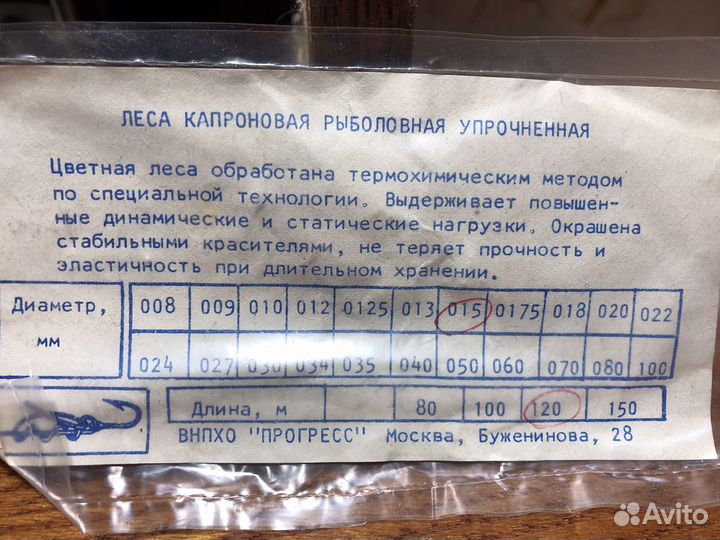 ЛЕСА КАПРОНОВАЯ РЫБОЛОВНАЯ УПРОЧНЕННАЯ
Цветная леса обработана термохимическим методом
по специальной технологии. Выдерживает повышен-
ные динамические и статические нагрузки. Окрашена
стабильными красителями, не теряет прочность и
эластичность при длительном хранении.
Диаметр, 008 009 010 012 0125 013 015 0175 018 020 022
мм 024 027 030 034 035 040 050 060 070 080 100
Длина, м 80 100 120 150
ВНПХО "ПРОГРЕСС" Москва, Буженинова, 28
Avito